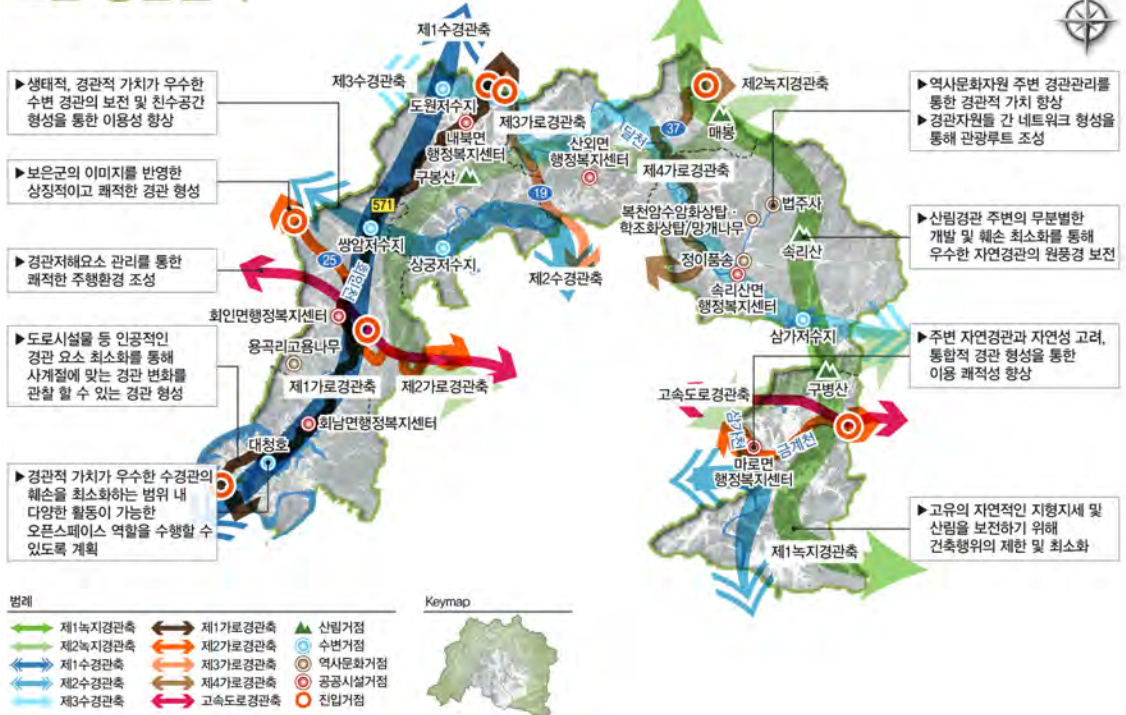 ▶생태적, 경관적 가치가 우수한
수변 경관의 보전 및 친수공간
형성을 통한 이용성 향상
▶보은군의 이미지를 반영한
상징적이고 쾌적한 경관 형성
▶경관저해요소 관리를 통한
쾌적한 주행환경 조성
▶도로시설물 등 인공적인
경관 요소 최소화를 통해
사계절에 맞는 경관 변화를
관찰 할 수 있는 경관 형성
▶경관적 가치가 우수한 수경관의
훼손을 최소화하는 범위 내
다양한 활동이 가능한
오픈스페이스 역할을 수행할 수
있도록 계획
제1수경관축
제3수경관축
도원저수지
내북면
행정복지센터
구봉산
제3가로경관축
산외면
행정복지센터
달천
37
제2녹지경관축
매봉
제4가로경관축
19
571
쌍암저수지
25
회인천
상궁저수지
제2수경관축
복천암수암화상탑·
학조화상탑/망개나무
법주사
정이품송
속리산
속리산면
행정복지센터
삼가저수지
회인면행정복지센터
용곡리고욤나무
제1가로경관축
제2가로경관축
회남면행정복지센터
대청호
구병산
고속도로경관축
삼가천
금계천
마로면
행정복지센터
제1녹지경관축
▶역사문화자원 주변 경관관리를
통한 경관적 가치 향상
▶경관자원들 간 네트워크 형성을
통해 관광루트 조성
▶산림경관 주변의 무분별한
개발 및 훼손 최소화를 통해
우수한 자연경관의 원풍경 보전
▶주변 자연경관과 자연성 고려,
통합적 경관 형성을 통한
이용 쾌적성 향상
▶고유의 자연적인 지형지세 및
산림을 보전하기 위해
건축행위의 제한 및 최소화
범례
제1녹지경관축
제2녹지경관축
제1수경관축
제2수경관축
제3수경관축
제1가로경관축
제2가로경관축
제3가로경관축
제4가로경관축
고속도로경관축
산림거점
수변거점
역사문화거점
공공시설거점
진입거점
Keymap